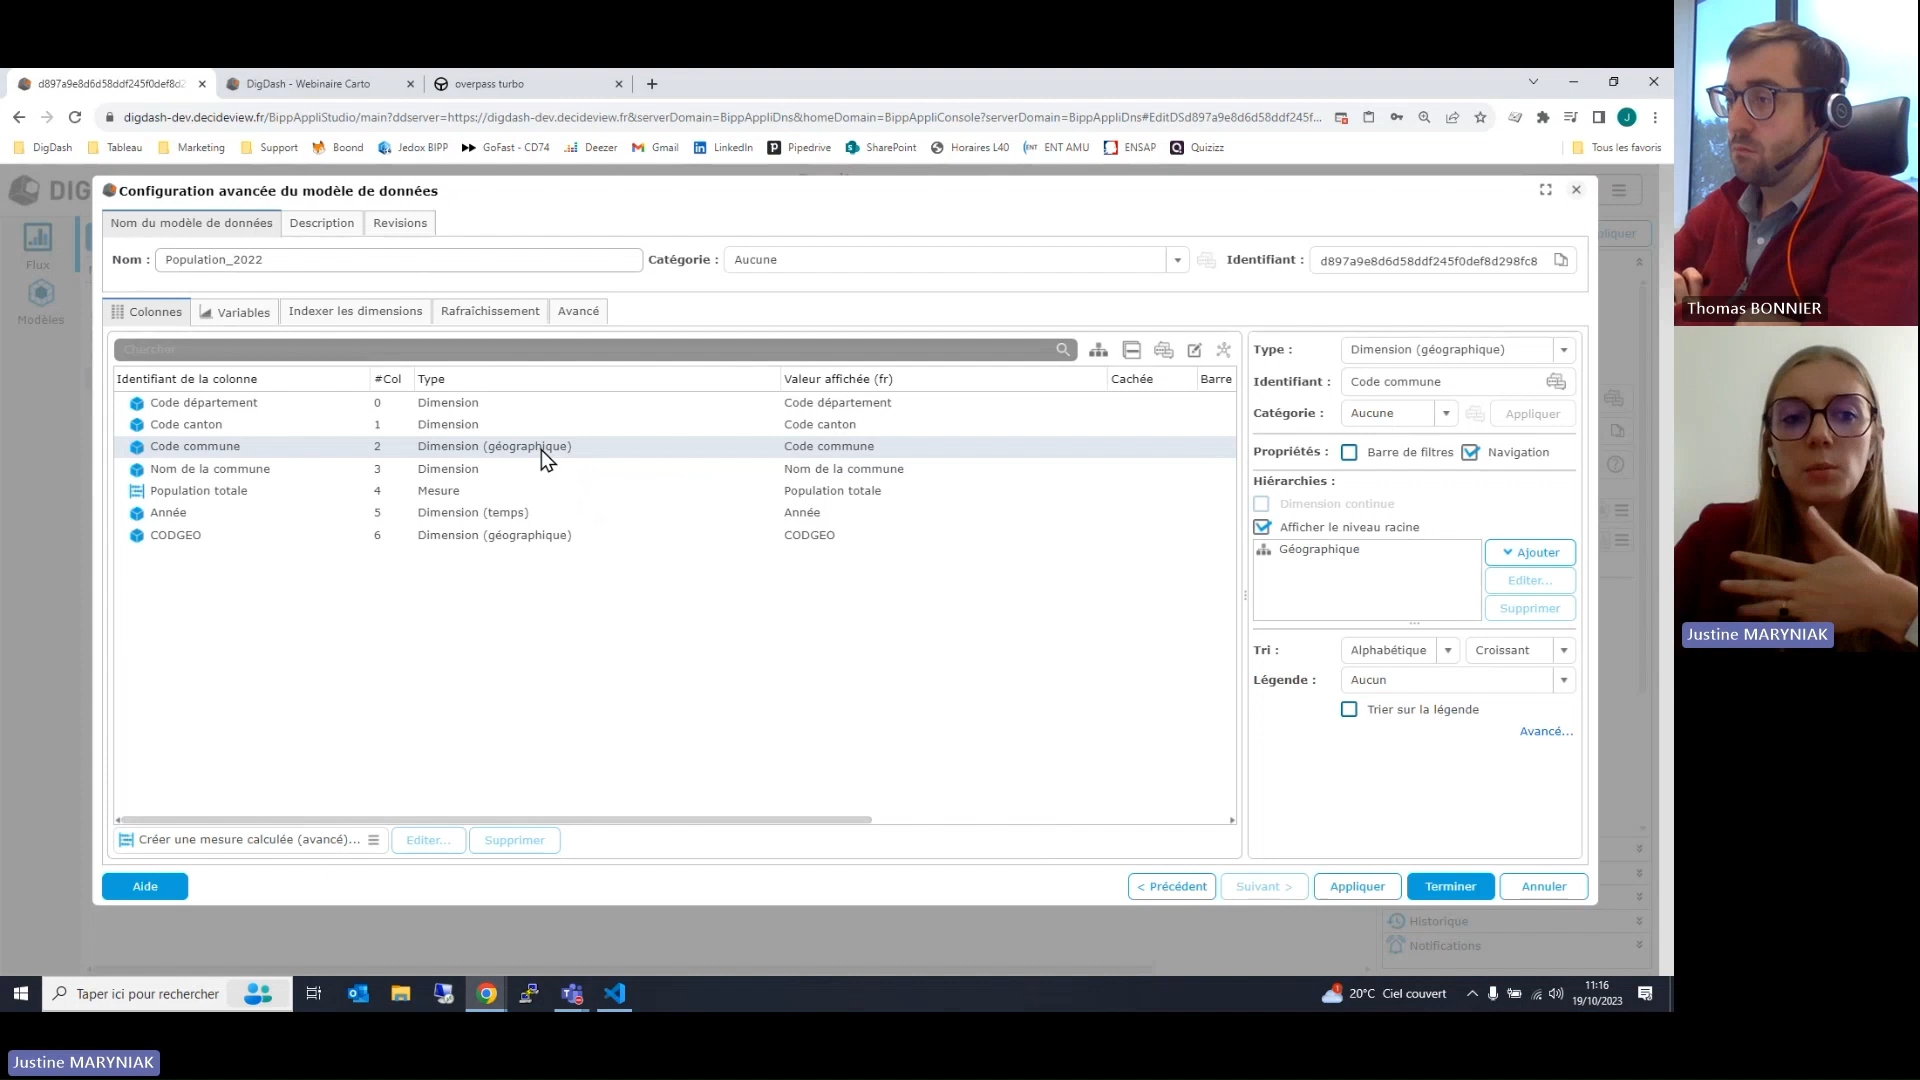 d897a9e8d6d58ddf245f0def8d2
DigDash - Webinaire Carto
overpass turbo
digdash-dev.decideview.fr/BippAppliStudio/main?ddserver=https://digdash-dev.decideview.fr&serverDomain=BippAppliDns&homeDomain=BippAppliConsole?serverDomain=BippAppliDns#EditDSd897a9e8d6d58ddf245f...
J
DigDash
Tableau
Marketing
Support
Boond
Jedox BIPP
GoFast - CD74
Deezer
Gmail
LinkedIn
Pipedrive
SharePoint
Horaires L40
ENT AMU
ENSAP
Quizizz
Tous les favoris
DIG
Flux
Modèles
pliquer
Configuration avancée du modèle de données
Nom du modèle de données
Description
Revisions
Nom :
Population_2022
Catégorie :
Aucune
Identifiant :
d897a9e8d6d58ddf245f0def8d298fc8
Colonnes
Variables
Indexer les dimensions
Rafraîchissement
Avancé
Chercher
Identifiant de la colonne #Col Type Valeur affichée (fr) Cachée Barre
Code département 0 Dimension Code département
Code canton 1 Dimension Code canton
Code commune 2 Dimension (géographique) Code commune
Nom de la commune 3 Dimension Nom de la commune
Population totale 4 Mesure Population totale
Année 5 Dimension (temps) Année
CODGEO 6 Dimension (géographique) CODGEO
Type :
Dimension (géographique)
Identifiant :
Code commune
Catégorie :
Aucune
Appliquer
Propriétés :
Barre de filtres
Navigation
Hiérarchies :
Dimension continue
Afficher le niveau racine
Géographique
Ajouter
Editer...
Supprimer
Tri :
Alphabétique
Croissant
Légende :
Aucun
Trier sur la légende
Avancé...
Créer une mesure calculée (avancé)...
Editer...
Supprimer
Aide
< Précédent
Suivant >
Appliquer
Terminer
Annuler
Historique
Notifications
Taper ici pour rechercher
20°C Ciel couvert
11:16
19/10/2023
Thomas BONNIER
Justine MARYNIAK
Justine MARYNIAK